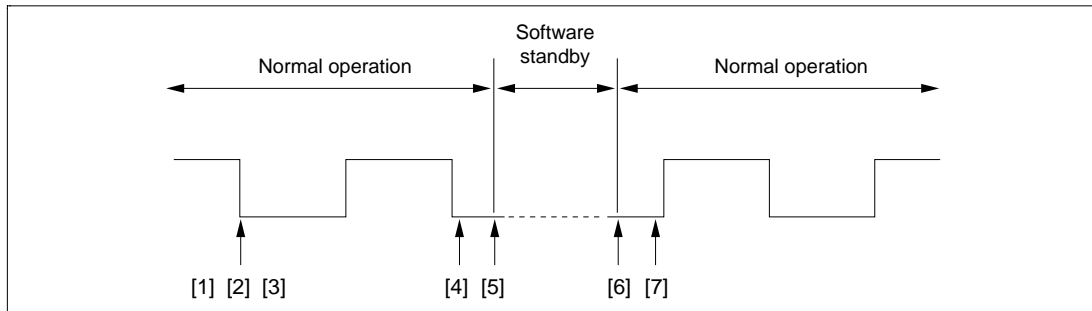 Software
standby
Normal operation
Normal operation
[1] [2] [3]
[4] [5]
[6] [7]